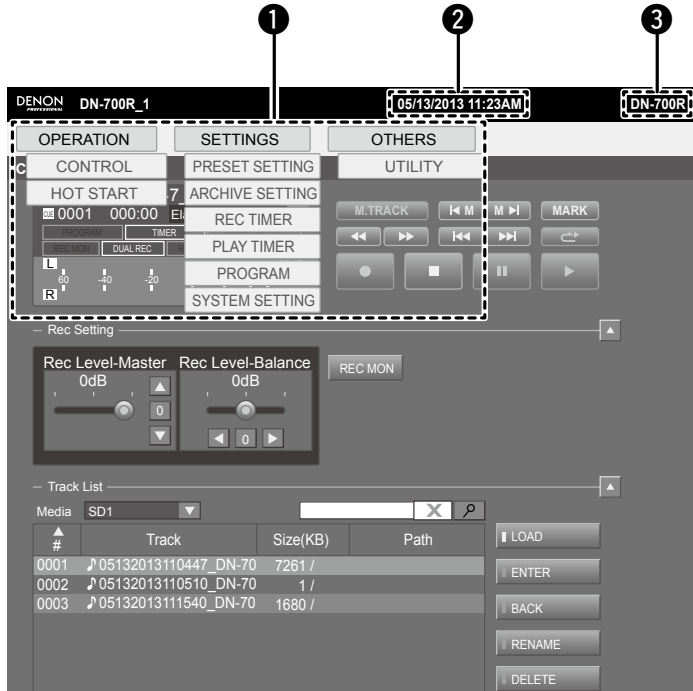 1 2 3
DENON PROFESSIONAL DN-700R_1 05/13/2013 11:23AM DN-700R
OPERATION SETTINGS OTHERS
CONTROL PRESET SETTING UTILITY
HOT START ARCHIVE SETTING
CUE 0001 000:00 REC TIMER M.TRACK M M MARK
PROGRAM TIMER PLAY TIMER
REC MON DUAL REC PROGRAM
L
60 -40 -20
R SYSTEM SETTING
Rec Setting
Rec Level-Master Rec Level-Balance REC MON
0dB 0dB
0 0
Track List
Media SD1 X
# Track Size(KB) Path LOAD
0001 05132013110447_DN-70 7261 /
0002 05132013110510_DN-70 1 / ENTER
0003 05132013111540_DN-70 1680 / BACK
RENAME
DELETE